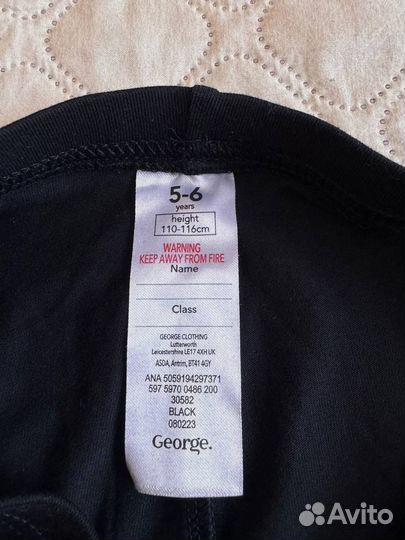 5-6
years
height
110-116cm
WARNING
KEEP AWAY FROM FIRE
Name
Class
GEORGE CLOTHING
Lutterworth
Leicestershire LE17 4XH UK
ASDA, Antrim, BT41 4GY
ANA 5059194297371
597 5970 0486 200
30582
BLACK
080223
George.
Avito